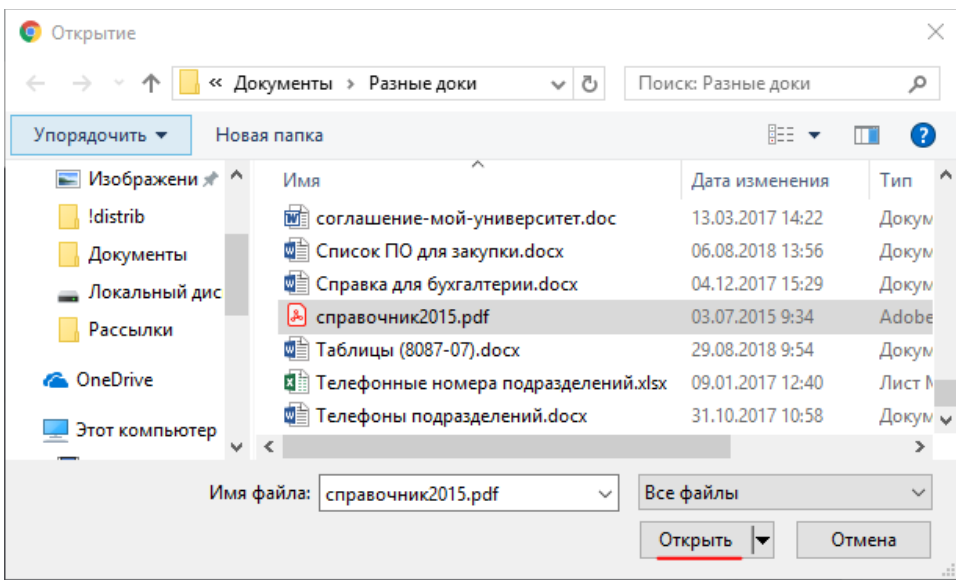 Открытие
« Документы › Разные доки
Поиск: Разные доки
Упорядочить
Новая папка
Изображени
!distrib
Документы
Локальный дис
Рассылки
OneDrive
Этот компьютер
Имя Дата изменения Тип
соглашение-мой-университет.doc 13.03.2017 14:22 Докум
Список ПО для закупки.docx 06.08.2018 13:56 Докум
Справка для бухгалтерии.docx 04.12.2017 15:29 Докум
справочник2015.pdf 03.07.2015 9:34 Adobe
Таблицы (8087-07).docx 29.08.2018 9:54 Докум
Телефонные номера подразделений.xlsx 09.01.2017 12:40 Лист
Телефоны подразделений.docx 31.10.2017 10:58 Докум
Имя файла: справочник2015.pdf Все файлы
Открыть Отмена